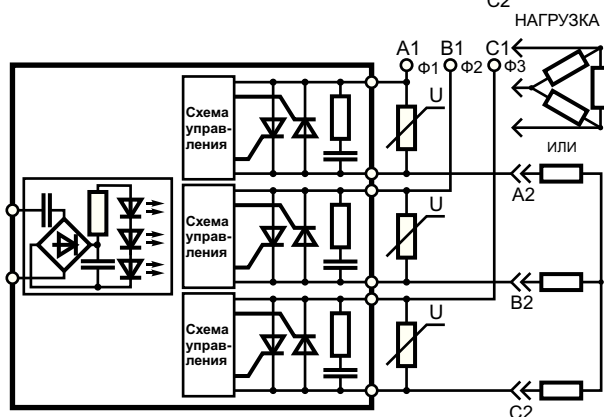 C2
НАГРУЗКА
A1 B1 C1
Ф1 Ф2 Ф3
U
Схема
управ-
ления
ИЛИ
A2
Схема
управ-
ления
U
B2
Схема
управ-
ления
U
C2